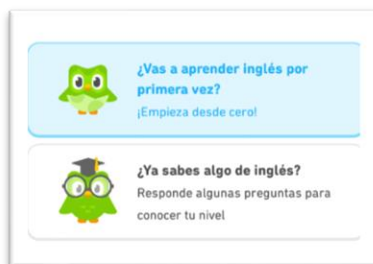 ¿Vas a aprender inglés por
primera vez?
¡Empieza desde cero!
¿Ya sabes algo de inglés?
Responde algunas preguntas para
conocer tu nivel